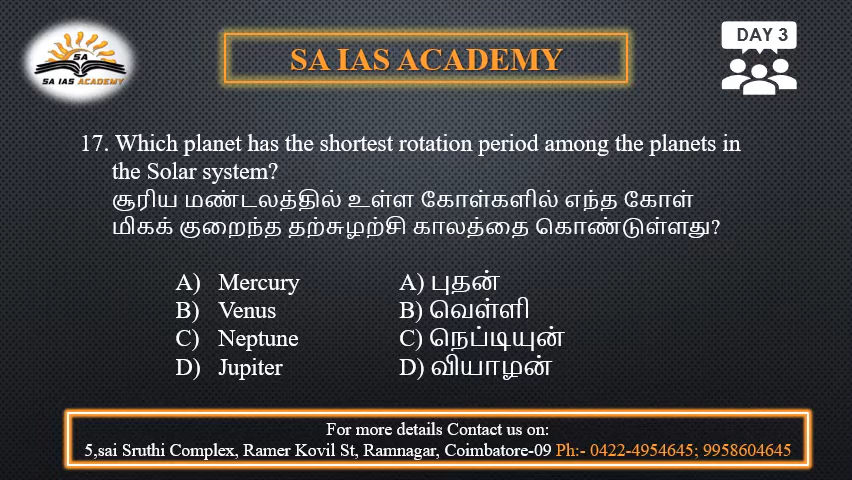 SA
SA IAS ACADEMY
SA IAS ACADEMY
DAY 3
17. Which planet has the shortest rotation period among the planets in
the Solar system?
சூரிய மண்டலத்தில் உள்ள கோள்களில் எந்த கோள்
மிகக் குறைந்த தற்சுழற்சி காலத்தை கொண்டுள்ளது?
A) Mercury A) புதன்
B) Venus B) வெள்ளி
C) Neptune C) நெப்டியுன்
D) Jupiter D) வியாழன்
For more details Contact us on:
5,sai Sruthi Complex, Ramer Kovil St, Ramnagar, Coimbatore-09 Ph:- 0422-4954645; 9958604645